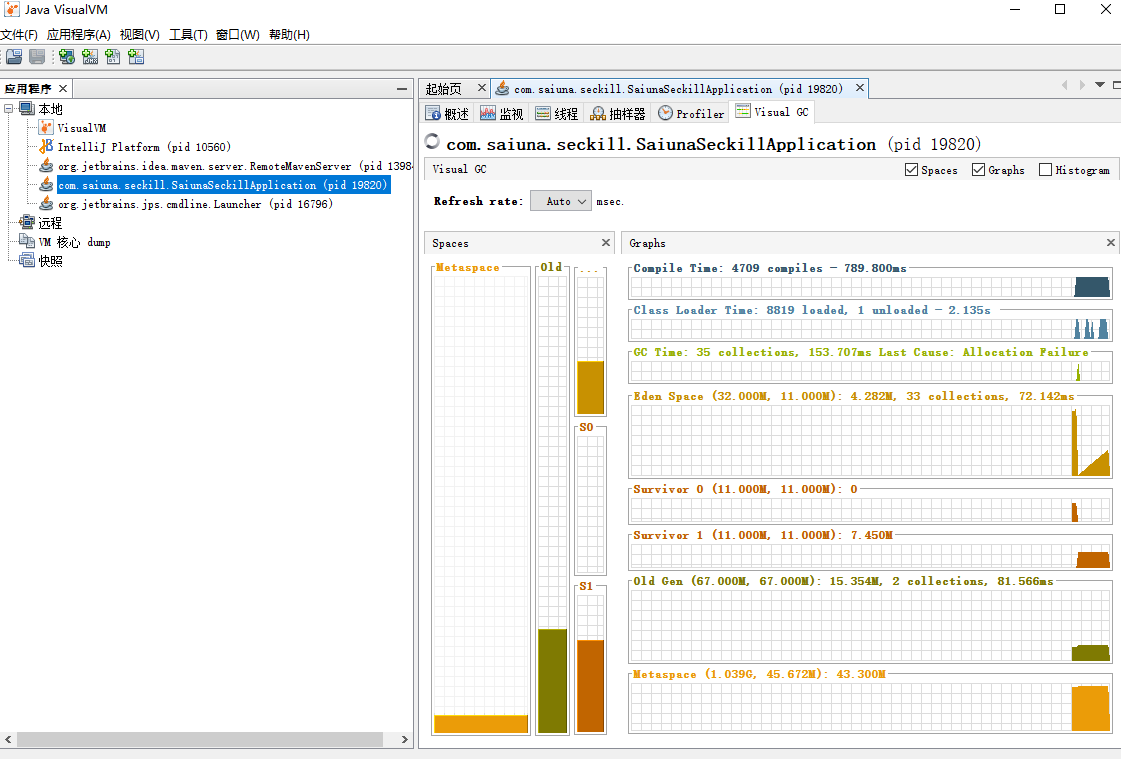 Java VisualVM
文件(F) 应用程序(A) 视图(V) 工具(T) 窗口(W) 帮助(H)
应用程序
本地
VisualVM
IntelliJ Platform (pid 10560)
org.jetbrains.idea.maven.server.RemoteMavenServer (pid 1398
com.saiuna.seckill.SaiunaSeckillApplication (pid 19820)
org.jetbrains.jps.cmdline.Launcher (pid 16796)
远程
VM 核心 dump
快照
起始页 com.saiuna.seckill.SaiunaSeckillApplication (pid 19820)
概述 监视 线程 抽样器 Profiler Visual GC
com.saiuna.seckill.SaiunaSeckillApplication (pid 19820)
Visual GC Spaces Graphs Histogram
Refresh rate: Auto msec.
Spaces
Metaspace Old ...
S0
S1
Graphs
Compile Time: 4709 compiles - 789.800ms
Class Loader Time: 8819 loaded, 1 unloaded - 2.135s
GC Time: 35 collections, 153.707ms Last Cause: Allocation Failure
Eden Space (32.000M, 11.000M): 4.282M, 33 collections, 72.142ms
Survivor 0 (11.000M, 11.000M): 0
Survivor 1 (11.000M, 11.000M): 7.450M
Old Gen (67.000M, 67.000M): 15.354M, 2 collections, 81.566ms
Metaspace (1.039G, 45.672M): 43.300M